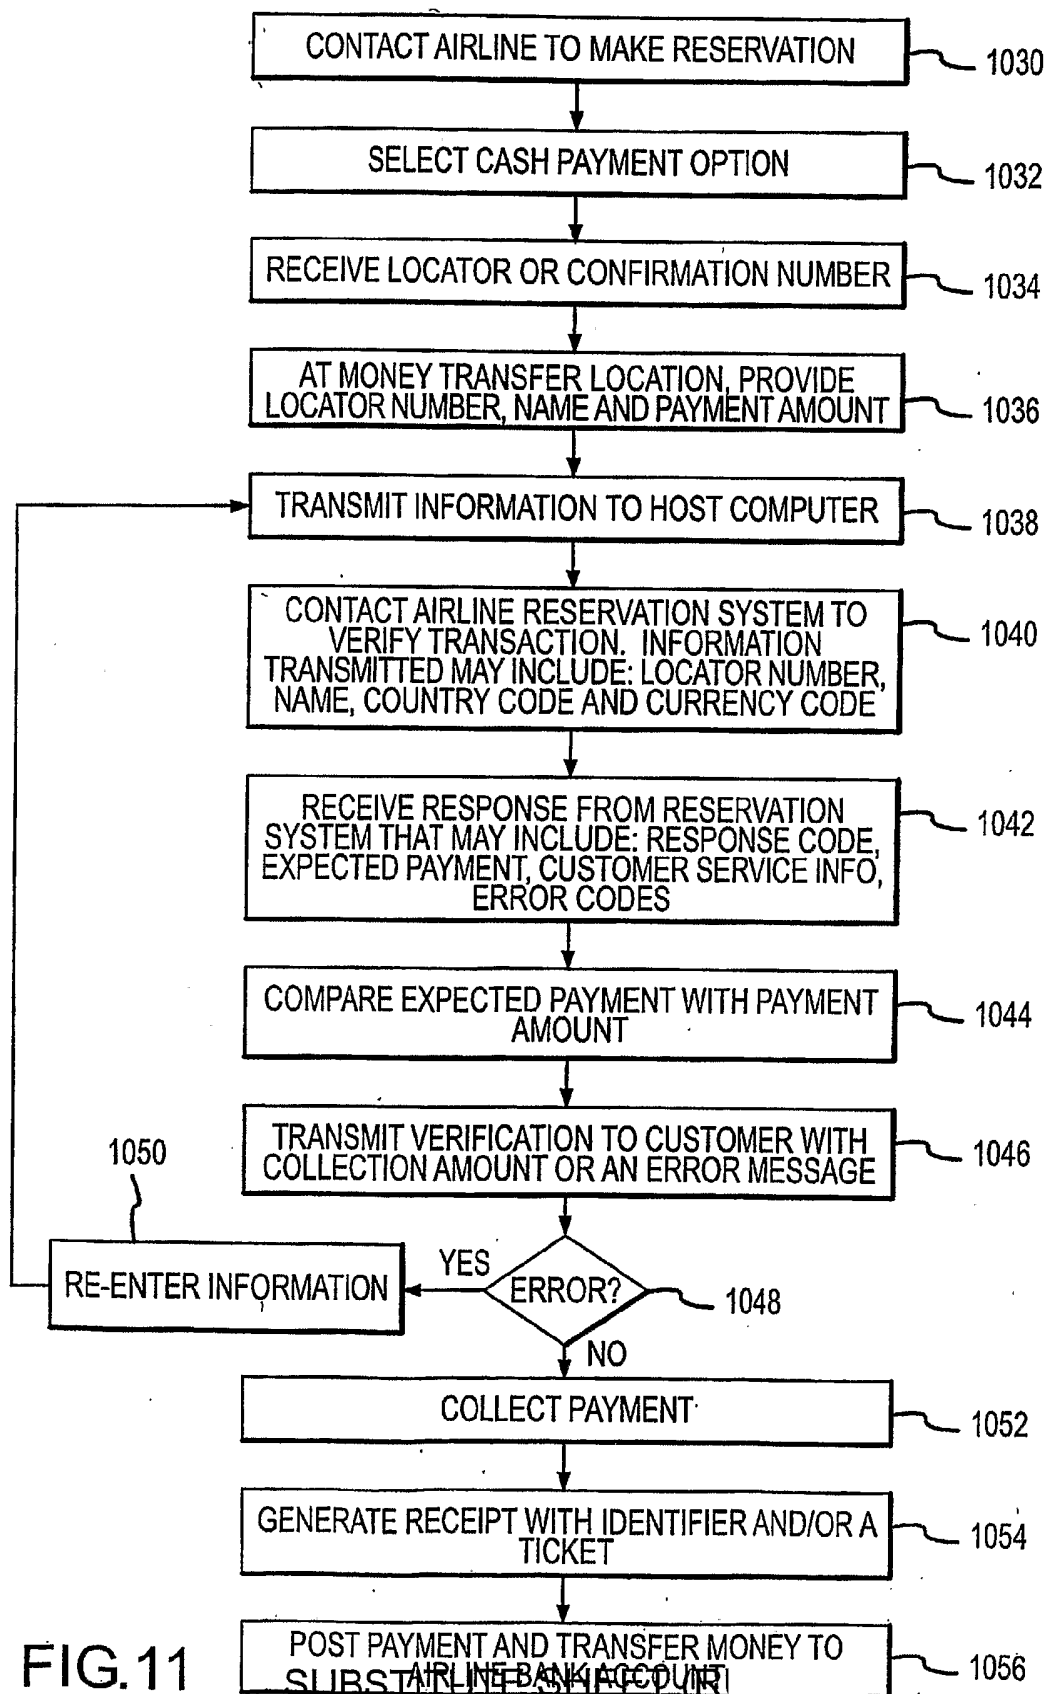 CONTACT AIRLINE TO MAKE RESERVATION
1030
SELECT CASH PAYMENT OPTION
1032
RECEIVE LOCATOR OR CONFIRMATION NUMBER
1034
AT MONEY TRANSFER LOCATION, PROVIDE
LOCATOR NUMBER, NAME AND PAYMENT AMOUNT
1036
TRANSMIT INFORMATION TO HOST COMPUTER
1038
CONTACT AIRLINE RESERVATION SYSTEM TO
VERIFY TRANSACTION. INFORMATION
TRANSMITTED MAY INCLUDE: LOCATOR NUMBER,
NAME, COUNTRY CODE AND CURRENCY CODE
1040
RECEIVE RESPONSE FROM RESERVATION
SYSTEM THAT MAY INCLUDE: RESPONSE CODE,
EXPECTED PAYMENT, CUSTOMER SERVICE INFO,
ERROR CODES
1042
COMPARE EXPECTED PAYMENT WITH PAYMENT
AMOUNT
1044
TRANSMIT VERIFICATION TO CUSTOMER WITH
COLLECTION AMOUNT OR AN ERROR MESSAGE
1046
1050
RE-ENTER INFORMATION
YES
ERROR?
1048
NO
COLLECT PAYMENT
1052
GENERATE RECEIPT WITH IDENTIFIER AND/OR A
TICKET
1054
POST PAYMENT AND TRANSFER MONEY TO
AIRLINE BANK ACCOUNT
1056
FIG.11